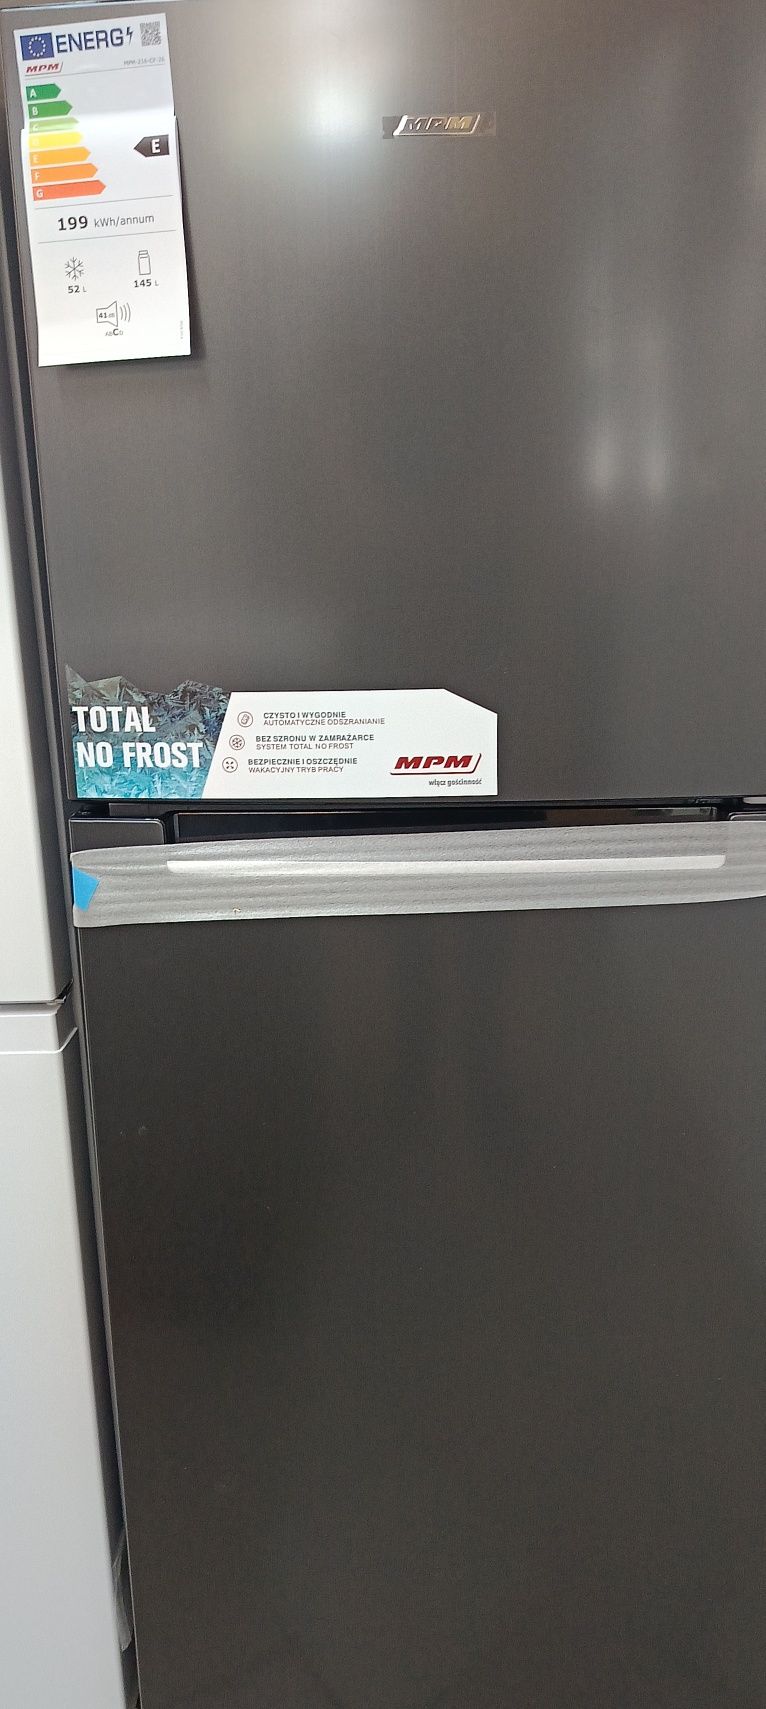 ENERG
MPM
MPM-216-CF-26
A
B
C
D
E
E
F
G
199 kWh/annum
52 L
145 L
41 dB
ABCD
MPM
TOTAL
NO FROST
CZYSTO I WYGODNIE
AUTOMATYCZNE ODSZRANIANIE
BEZ SZRONU W ZAMRAŻARCE
SYSTEM TOTAL NO FROST
BEZPIECZNIE I OSZCZĘDNIE
WAKACYJNY TRYB PRACY
MPM
włącz gościnność